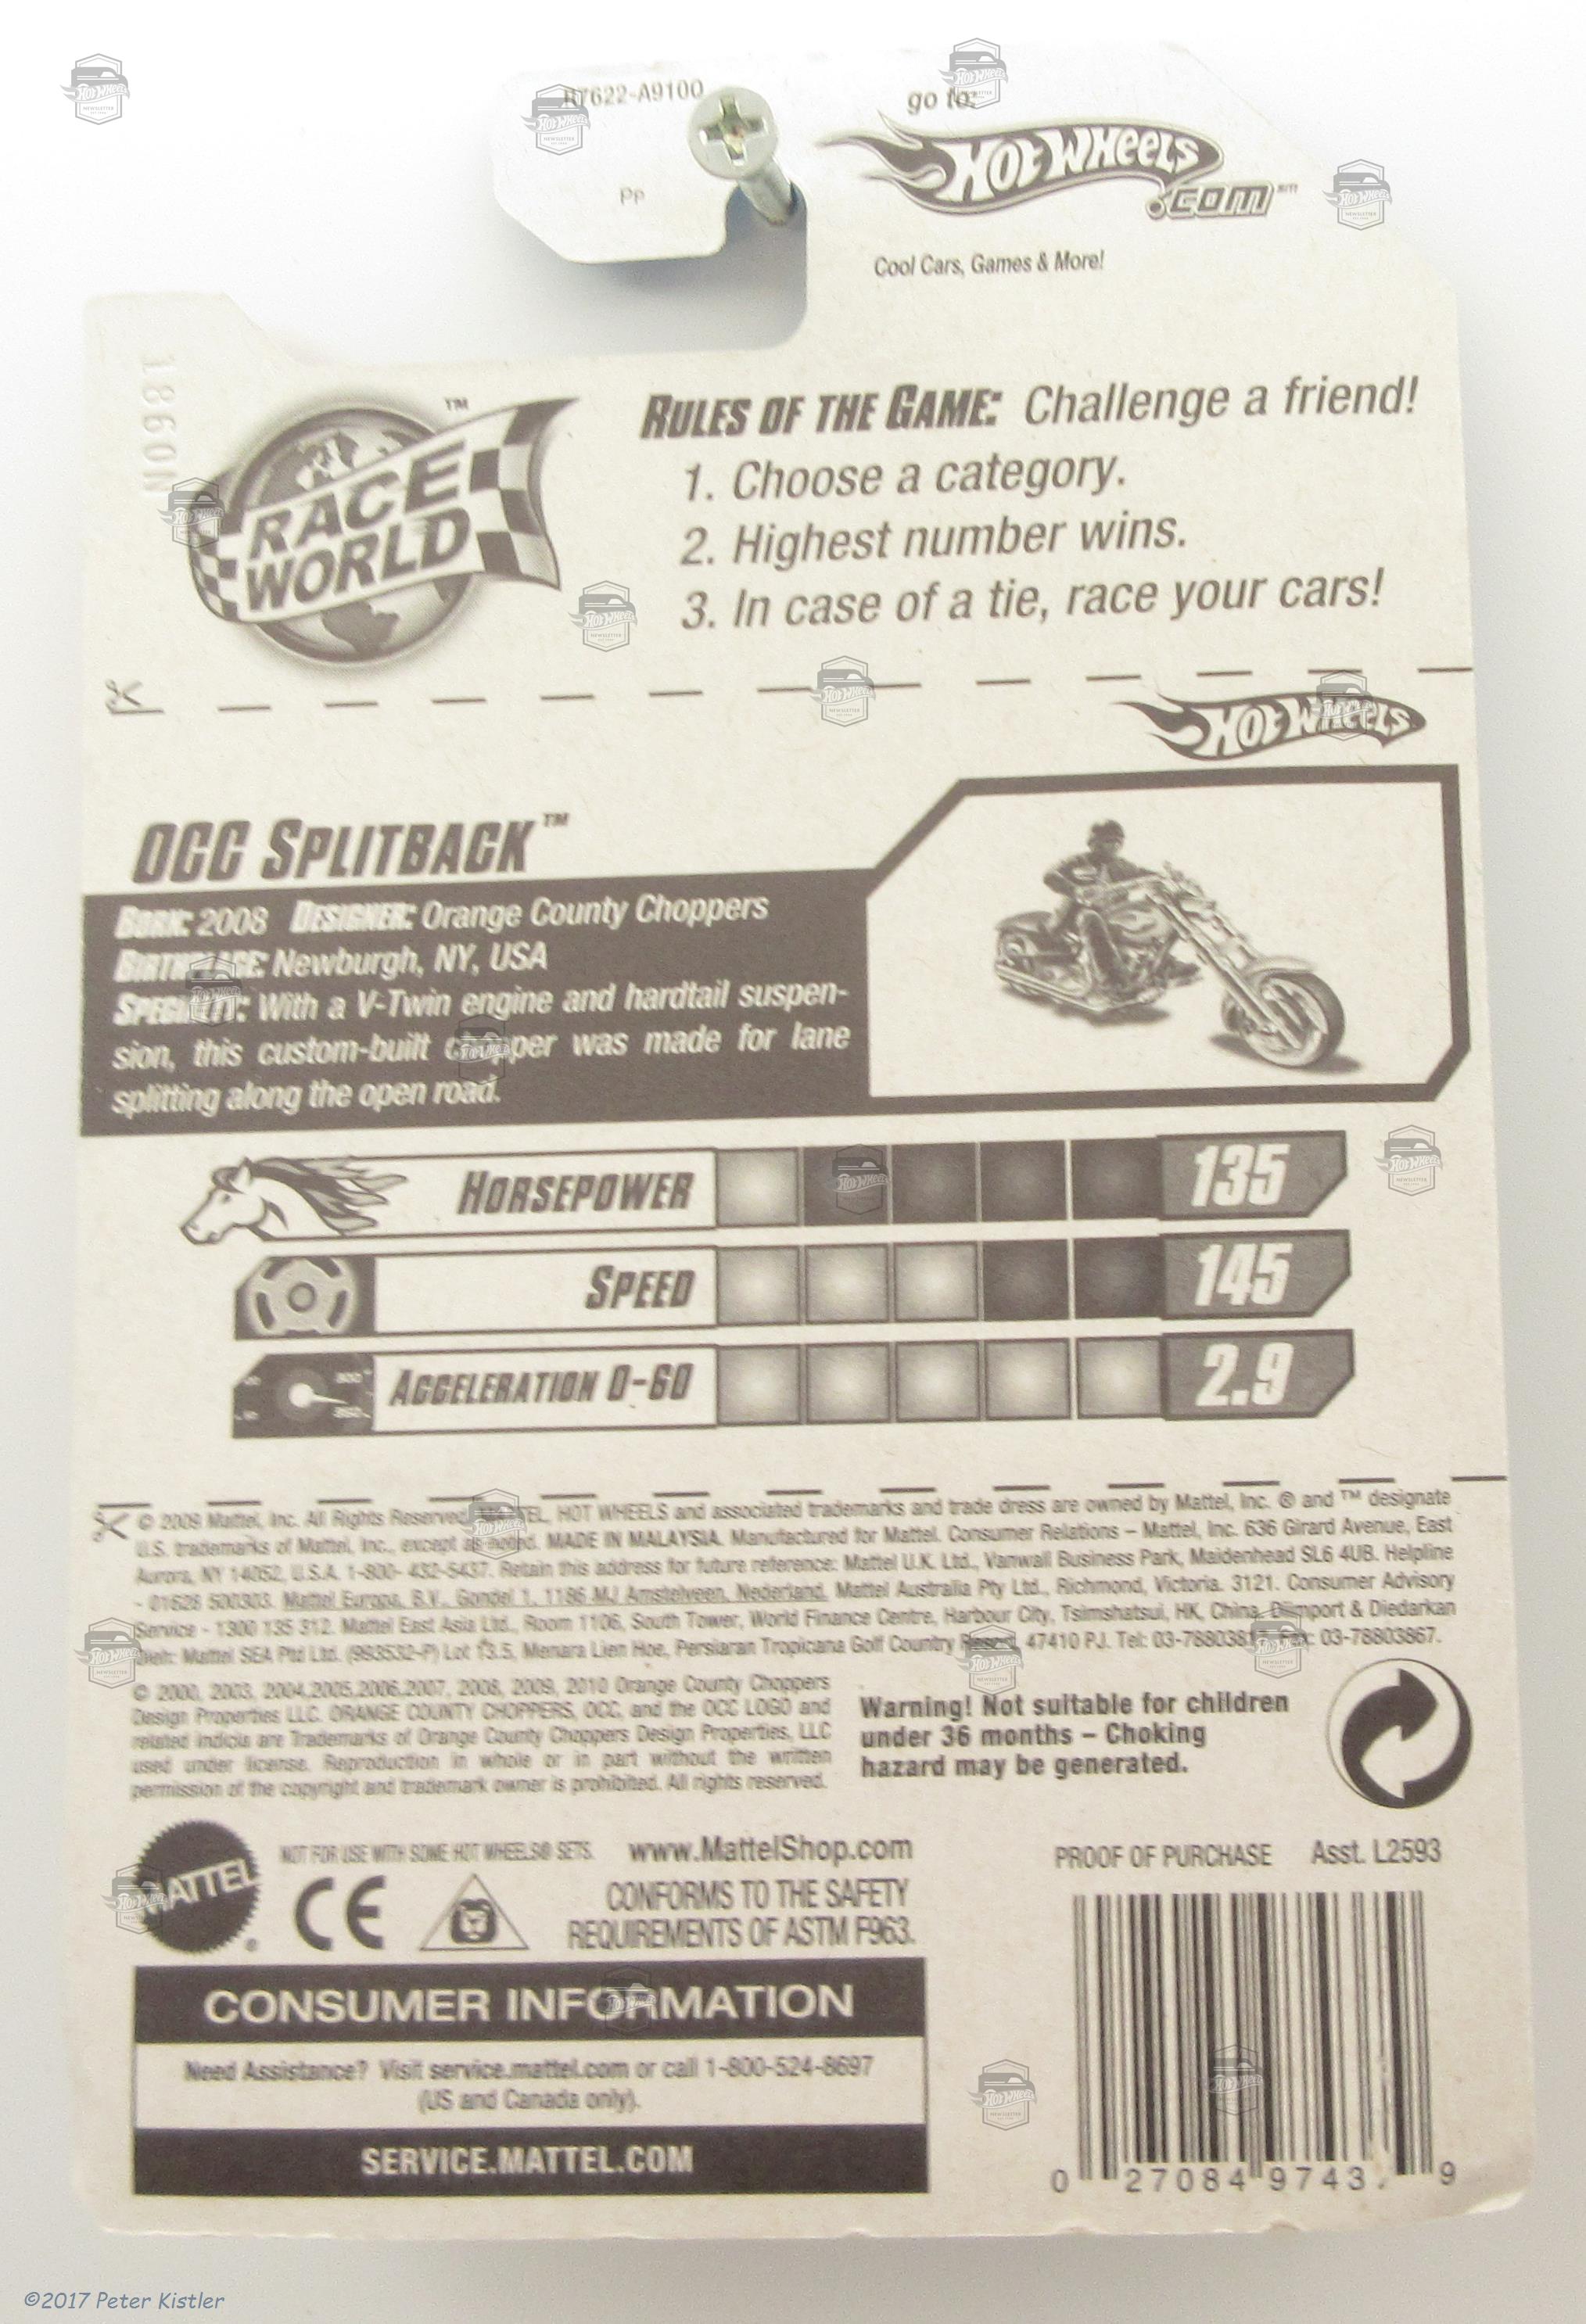 R7622-A9100
Pp
go to:
Hot Wheels
.com℠
Cool Cars, Games & More!
1860N
RACE
WORLD™
RULES OF THE GAME: Challenge a friend!
1. Choose a category.
2. Highest number wins.
3. In case of a tie, race your cars!
Hot Wheels
OCC SPLITBACK™
BORN: 2008 DESIGNER: Orange County Choppers
BIRTHPLACE: Newburgh, NY, USA
SPECIALTY: With a V-Twin engine and hardtail suspen-
sion, this custom-built chopper was made for lane
splitting along the open road.
HORSEPOWER 135
SPEED 145
ACCELERATION 0-60 2.9
© 2009 Mattel, Inc. All Rights Reserved. MATTEL, HOT WHEELS and associated trademarks and trade dress are owned by Mattel, Inc. ® and ™ designate
U.S. trademarks of Mattel, Inc., except as noted. MADE IN MALAYSIA. Manufactured for Mattel. Consumer Relations – Mattel, Inc. 636 Girard Avenue, East
Aurora, NY 14052, U.S.A. 1-800- 432-5437. Retain this address for future reference: Mattel U.K. Ltd., Vanwall Business Park, Maidenhead SL6 4UB. Helpline
- 01628 500303. Mattel Europa, B.V., Gondel 1, 1186 MJ Amstelveen, Nederland. Mattel Australia Pty Ltd., Richmond, Victoria. 3121. Consumer Advisory
Service - 1300 135 312. Mattel East Asia Ltd., Room 1106, South Tower, World Finance Centre, Harbour City, Tsimshatsui, HK, China. Diimport & Diedarkan
Oleh: Mattel SEA Ptd Ltd. (993532-P) Lot 13.5, Menara Lien Hoe, Persiaran Tropicana Golf Country Resort, 47410 PJ. Tel: Fax: 03-78803867.
© 2000, 2003, 2004,2005,2006,2007, 2008, 2009, 2010 Orange County Choppers
Design Properties LLC. ORANGE COUNTY CHOPPERS, OCC, and the OCC LOGO and
related indicia are Trademarks of Orange County Choppers Design Properties, LLC
used under license. Reproduction in whole or in part without the written
permission of the copyright and trademark owner is prohibited. All rights reserved.
Warning! Not suitable for children
under 36 months – Choking
hazard may be generated.
MATTEL®
NOT FOR USE WITH SOME HOT WHEELS® SETS.
www.MattelShop.com
CE
CONFORMS TO THE SAFETY
REQUIREMENTS OF ASTM F963.
PROOF OF PURCHASE Asst. L2593
CONSUMER INFORMATION
Need Assistance? Visit service.mattel.com or call 1-800-524-8697
(US and Canada only).
SERVICE.MATTEL.COM
0 27084 9743 9
©2017 Peter Kistler